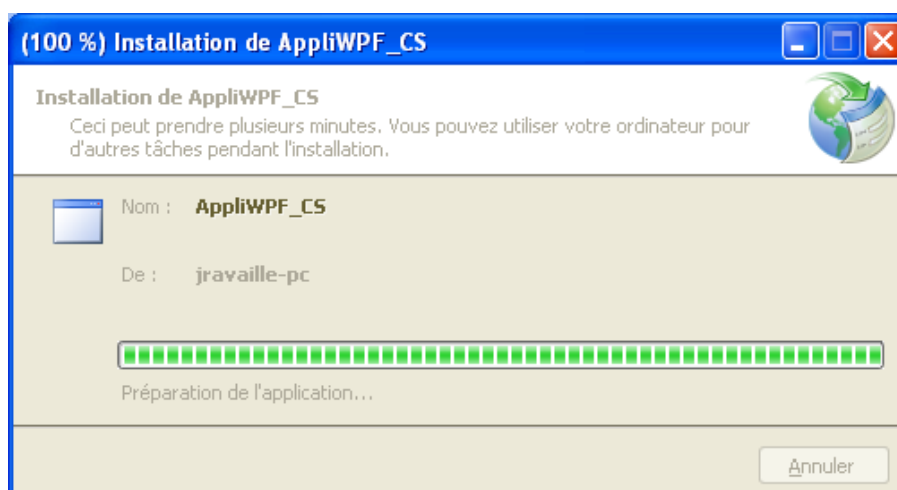 (100 %) Installation de AppliWPF_CS
Installation de AppliWPF_CS
Ceci peut prendre plusieurs minutes. Vous pouvez utiliser votre ordinateur pour
d'autres tâches pendant l'installation.
Nom : AppliWPF_CS
De : jravaille-pc
Préparation de l'application...
Annuler